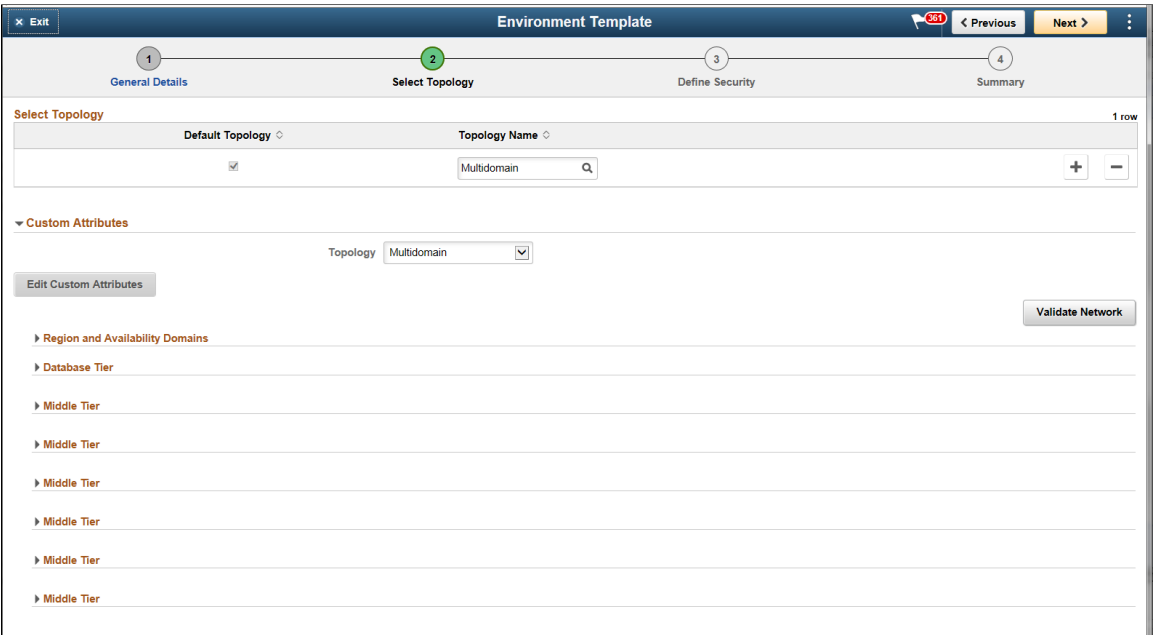 × Exit Environment Template 361 < Previous Next >
1 2 3 4
General Details Select Topology Define Security Summary
Select Topology 1 row
Default Topology Topology Name
Multidomain
Custom Attributes
Topology Multidomain
Edit Custom Attributes
Validate Network
Region and Availability Domains
Database Tier
Middle Tier
Middle Tier
Middle Tier
Middle Tier
Middle Tier
Middle Tier